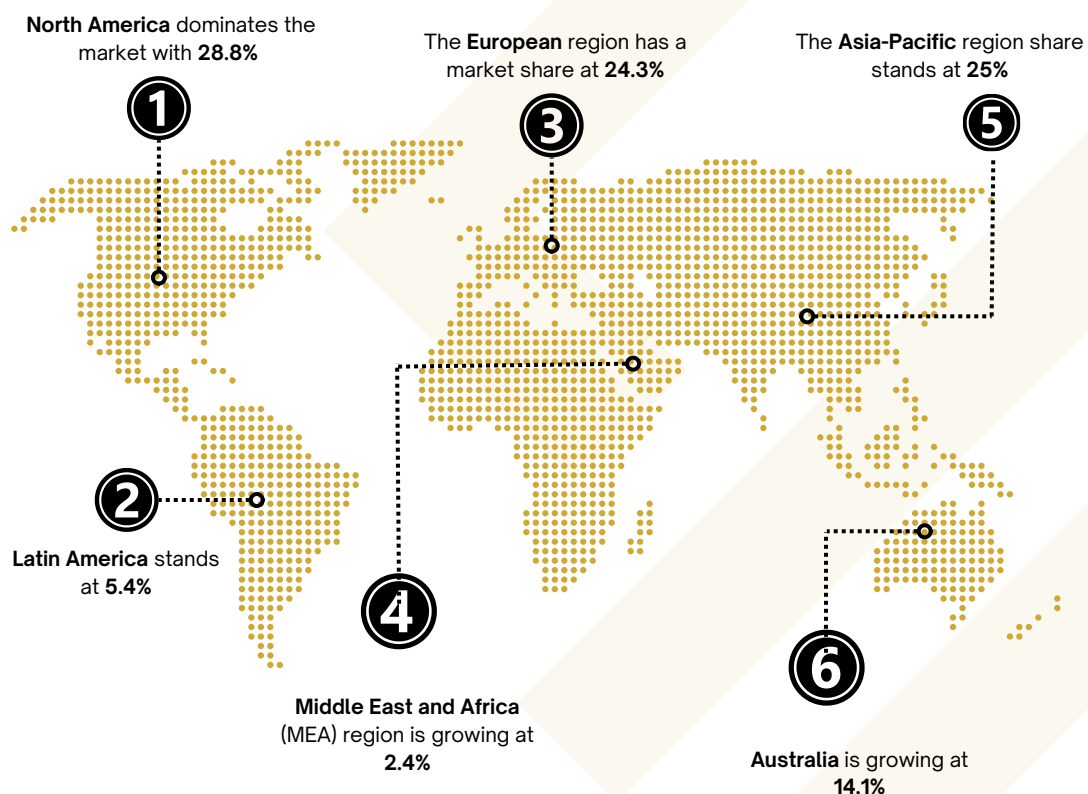 North America dominates the
market with 28.8%
1
The European region has a
market share at 24.3%
3
The Asia-Pacific region share
stands at 25%
5
2
Latin America stands
at 5.4%
4
Middle East and Africa
(MEA) region is growing at
2.4%
6
Australia is growing at
14.1%